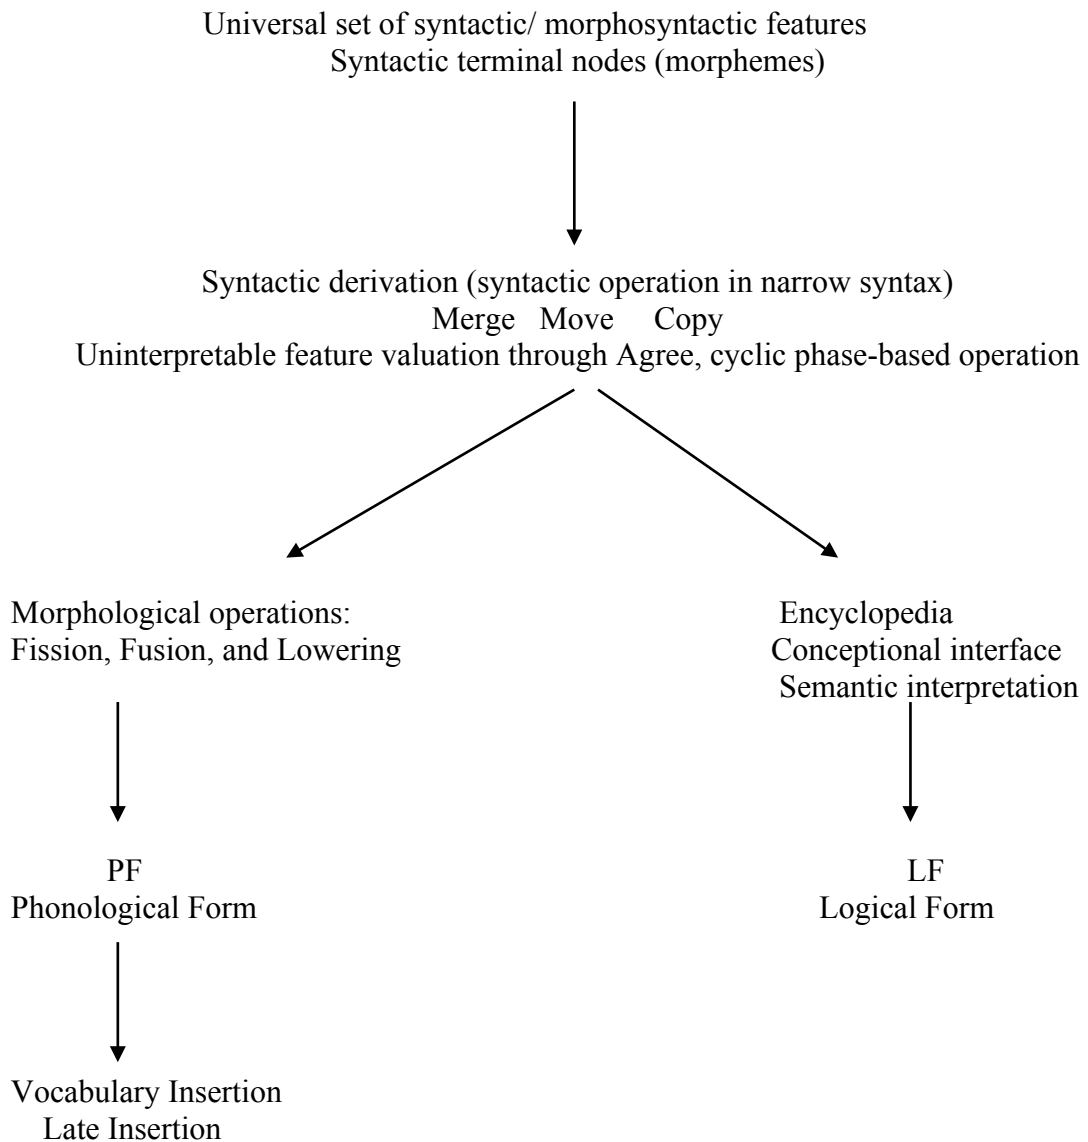 Universal set of syntactic/ morphosyntactic features
Syntactic terminal nodes (morphemes)
Syntactic derivation (syntactic operation in narrow syntax)
Merge Move Copy
Uninterpretable feature valuation through Agree, cyclic phase-based operation
Morphological operations:
Fission, Fusion, and Lowering
Encyclopedia
Conceptional interface
Semantic interpretation
PF
Phonological Form
LF
Logical Form
Vocabulary Insertion
Late Insertion